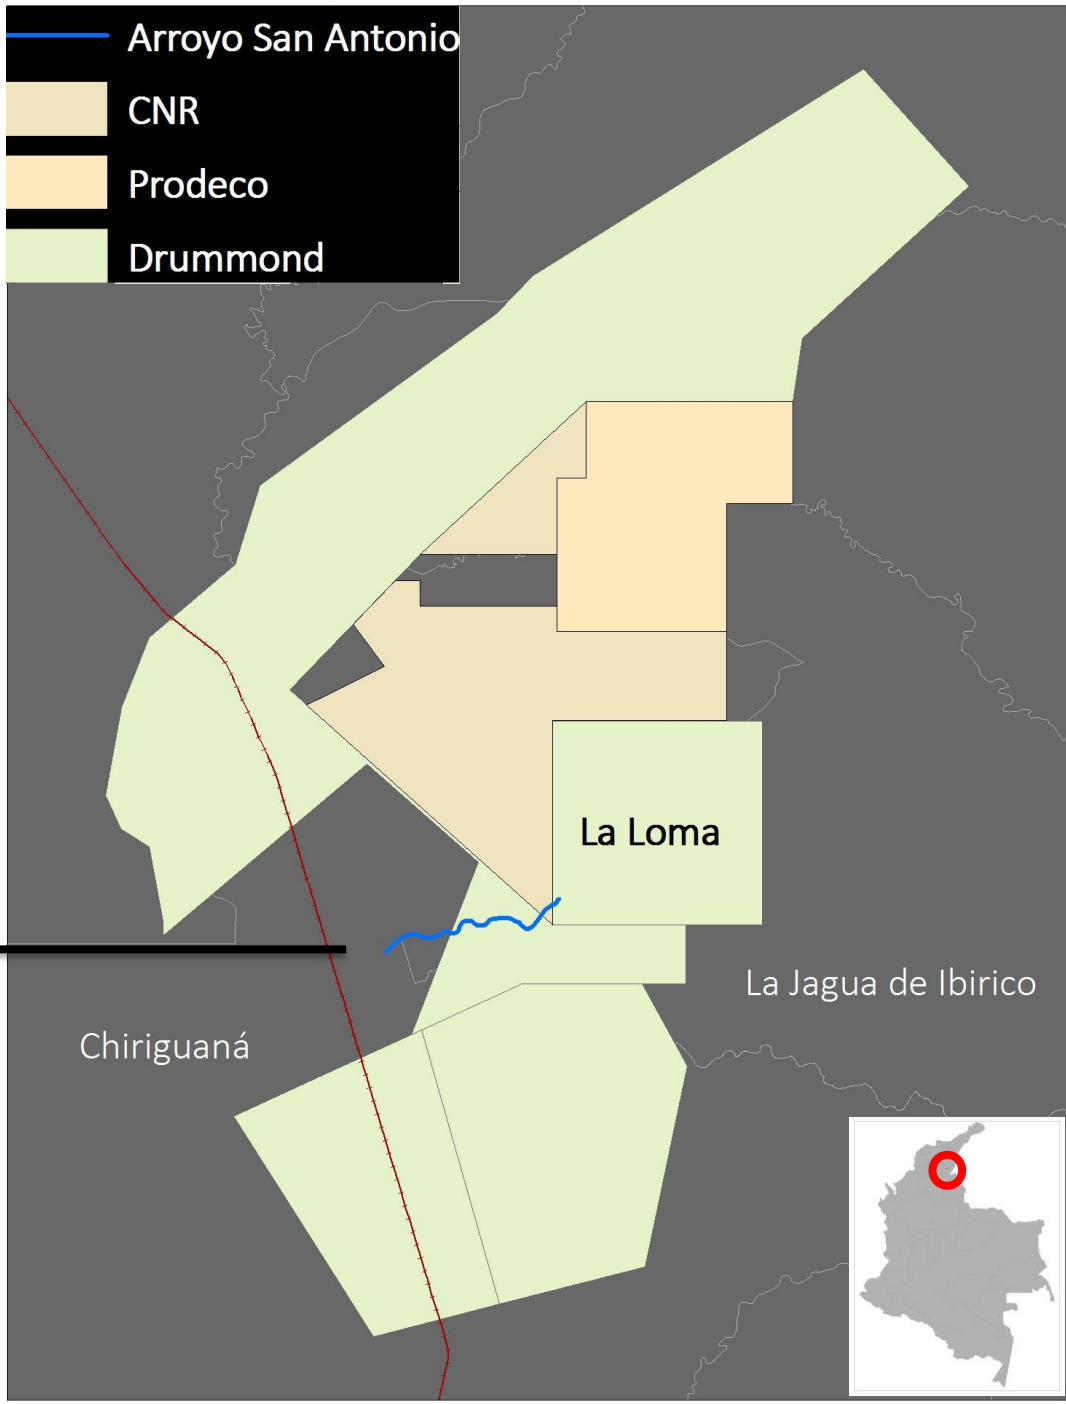 Arroyo San Antonio
CNR
Prodeco
Drummond
La Loma
La Jagua de Ibirico
Chiriguaná